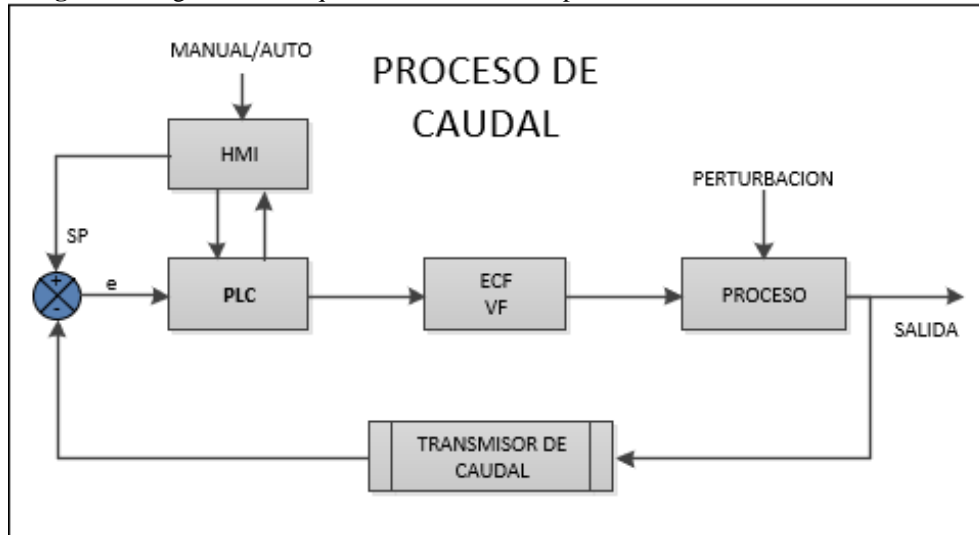 MANUAL/AUTO
PROCESO DE
CAUDAL
HMI
PERTURBACION
SP
+
-
e
PLC
ECF
VF
PROCESO
SALIDA
TRANSMISOR DE
CAUDAL